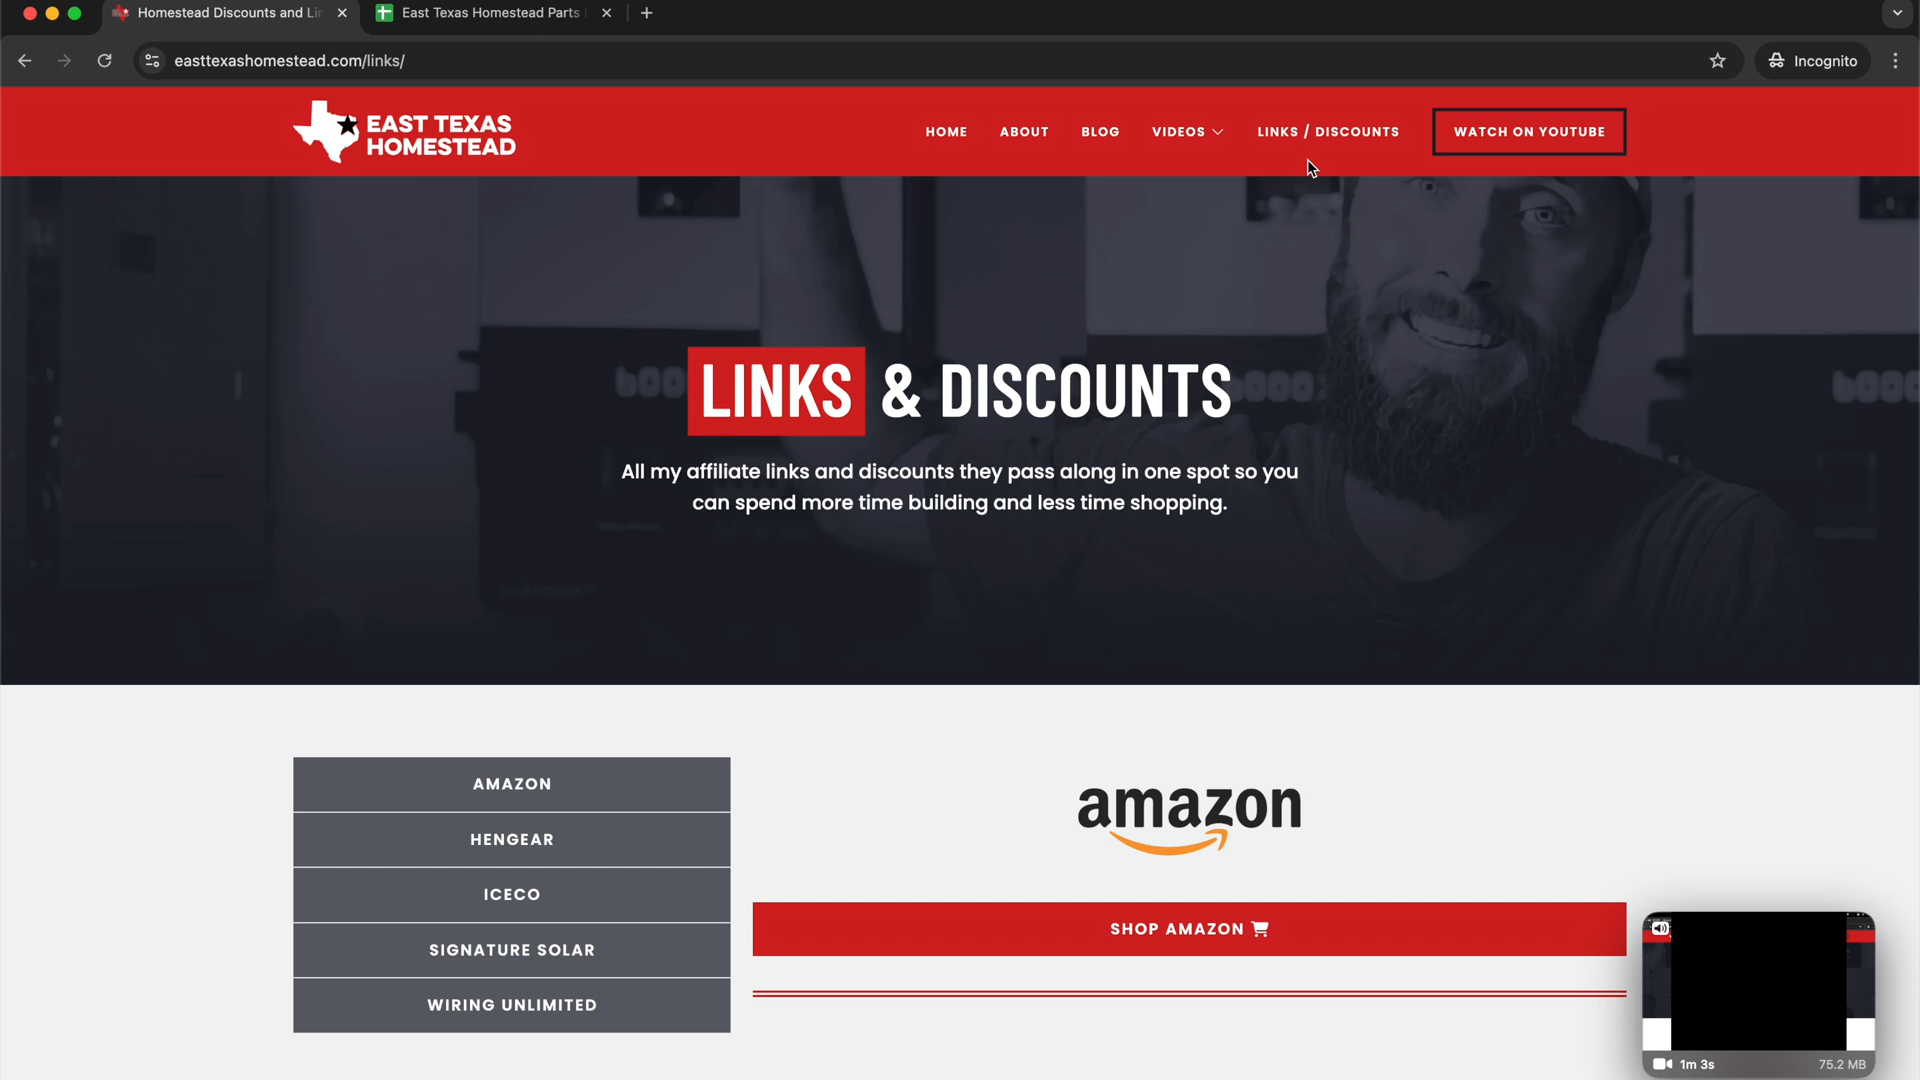 Homestead Discounts and Li
East Texas Homestead Parts
easttexashomestead.com/links/
Incognito
EAST TEXAS
HOMESTEAD
HOME
ABOUT
BLOG
VIDEOS
LINKS / DISCOUNTS
WATCH ON YOUTUBE
LINKS & DISCOUNTS
All my affiliate links and discounts they pass along in one spot so you
can spend more time building and less time shopping.
AMAZON
HENGEAR
ICECO
SIGNATURE SOLAR
WIRING UNLIMITED
amazon
SHOP AMAZON
1m 3s
75.2 MB